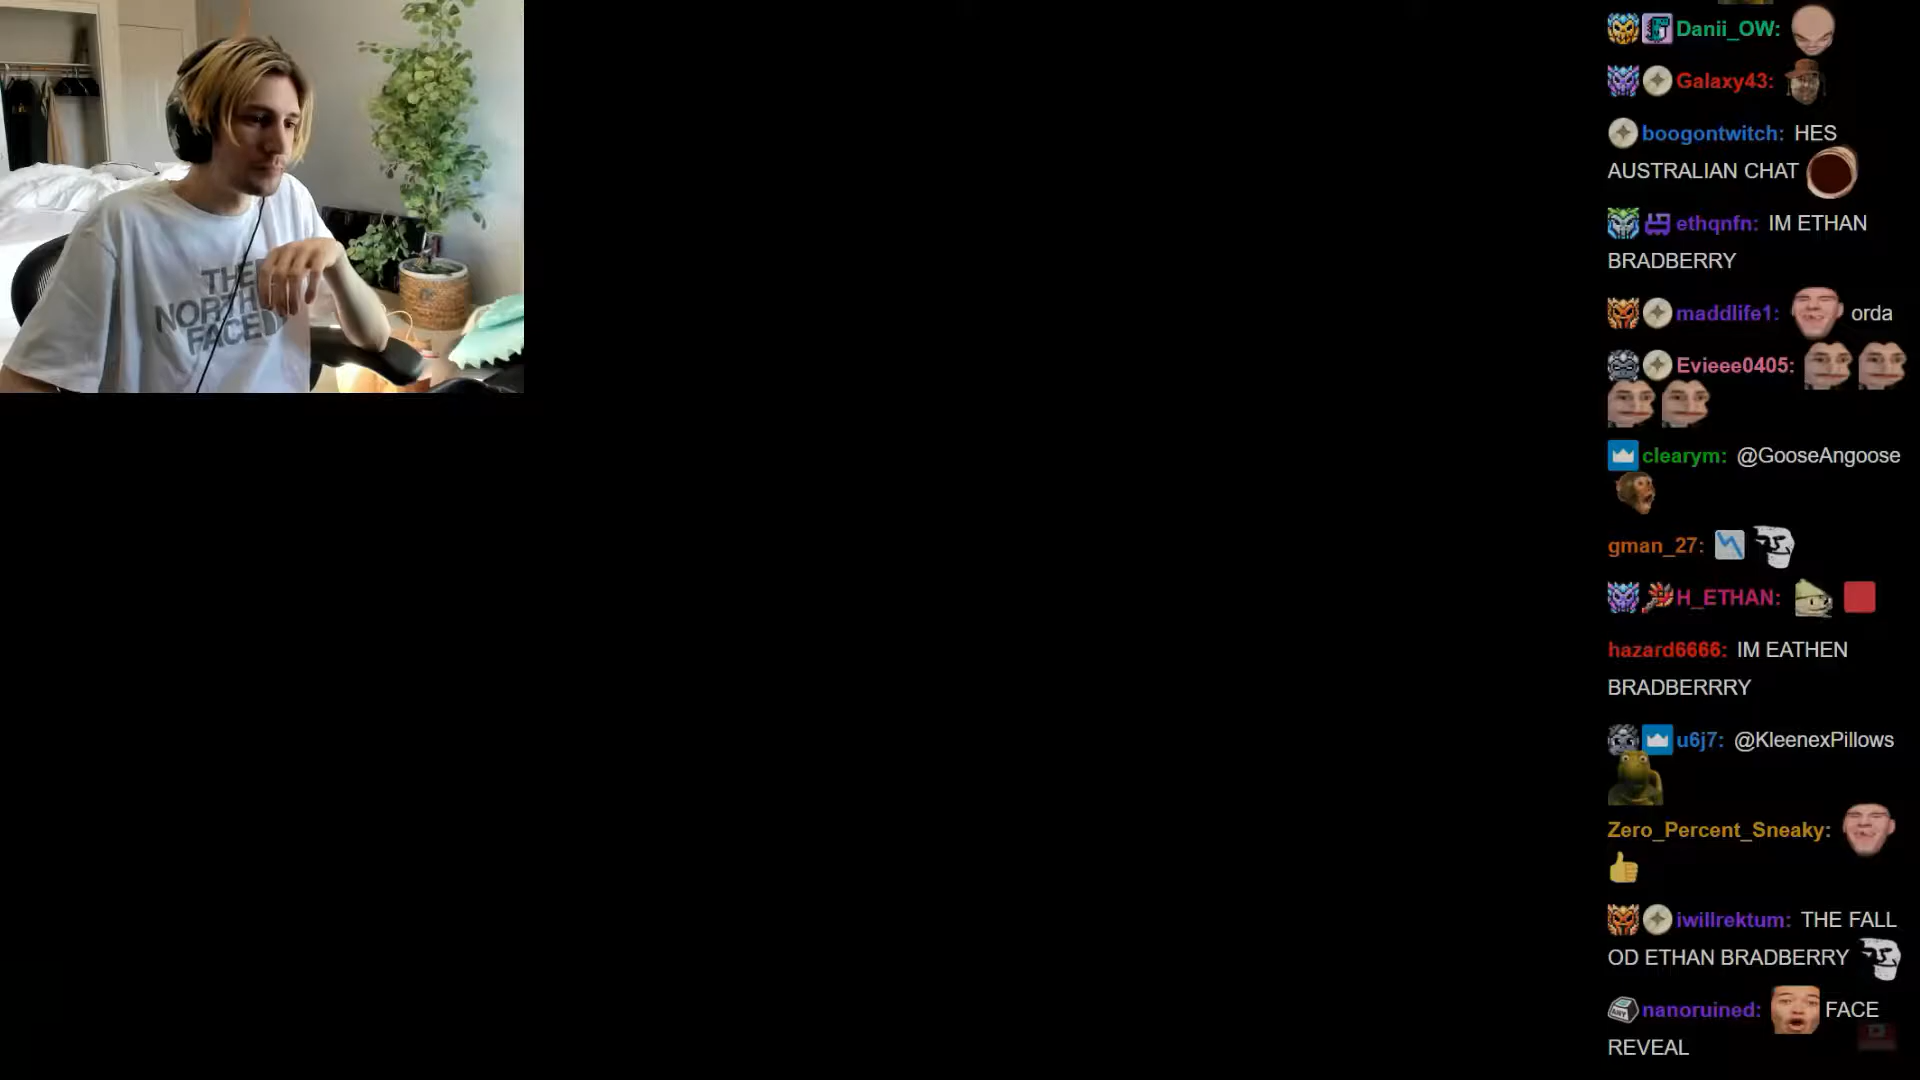 THE
NORTH
FACE
Danii_OW:
Galaxy43:
boogontwitch: HES
AUSTRALIAN CHAT
ethqnfn: IM ETHAN
BRADBERRY
maddlife1: orda
Evieee0405:
clearym: @GooseAngoose
gman_27:
H_ETHAN:
hazard6666: IM EATHEN
BRADBERRRY
u6j7: @KleenexPillows
Zero_Percent_Sneaky:
iwillrektum: THE FALL
OD ETHAN BRADBERRY
nanoruined: FACE
REVEAL